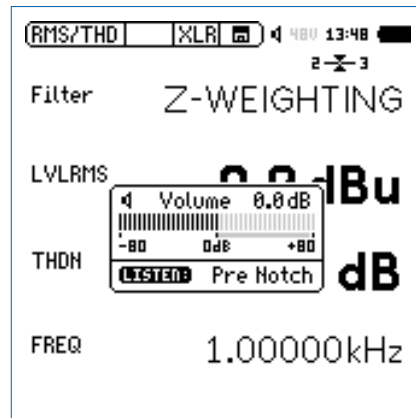 RMS/THD XLR 48V 13:48
2 3
Filter Z-WEIGHTING
LVLRMS dBu
Volume 0.0dB
-80 0dB +80
THDN dB
LISTEN: Pre Notch
FREQ 1.00000kHz